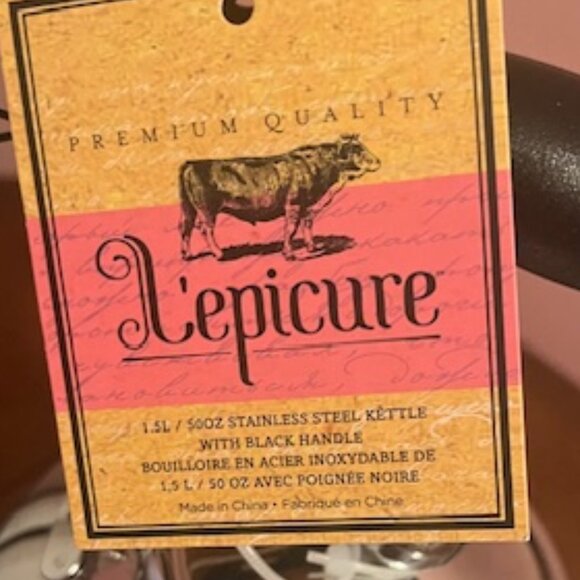 PREMIUM QUALITY
L'epicure
1.5L / 50OZ STAINLESS STEEL KÊTTLE
WITH BLACK HANDLE
BOUILLOIRE EN ACIER INOXYDABLE DE
1,5 L / 50 OZ AVEC POIGNÉE NOIRE
Made in China • Fabriqué en Chine